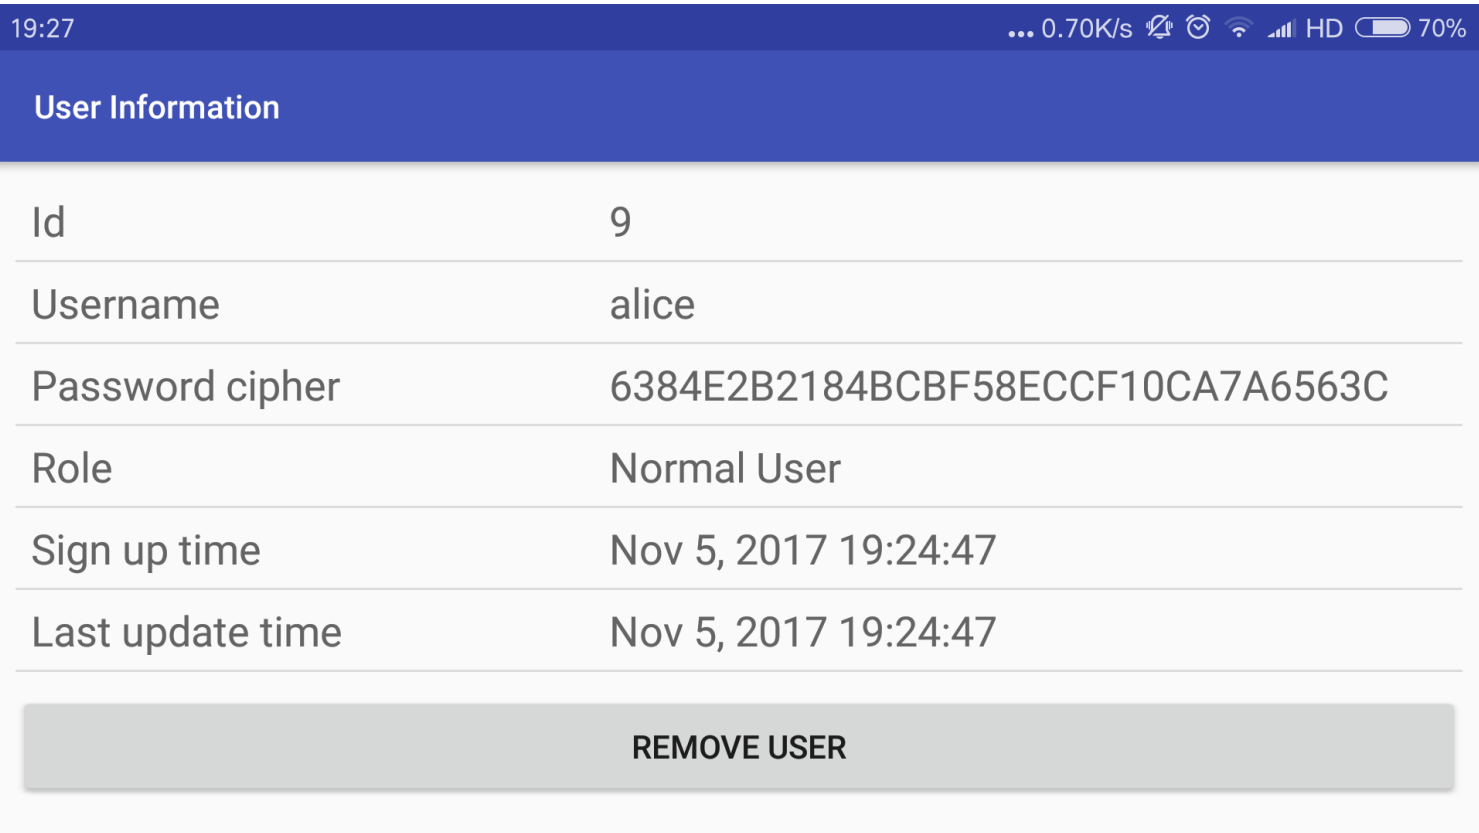 19:27 ... 0.70K/s HD 70%
User Information
Id 9
Username alice
Password cipher 6384E2B2184BCBF58ECCF10CA7A6563C
Role Normal User
Sign up time Nov 5, 2017 19:24:47
Last update time Nov 5, 2017 19:24:47
REMOVE USER